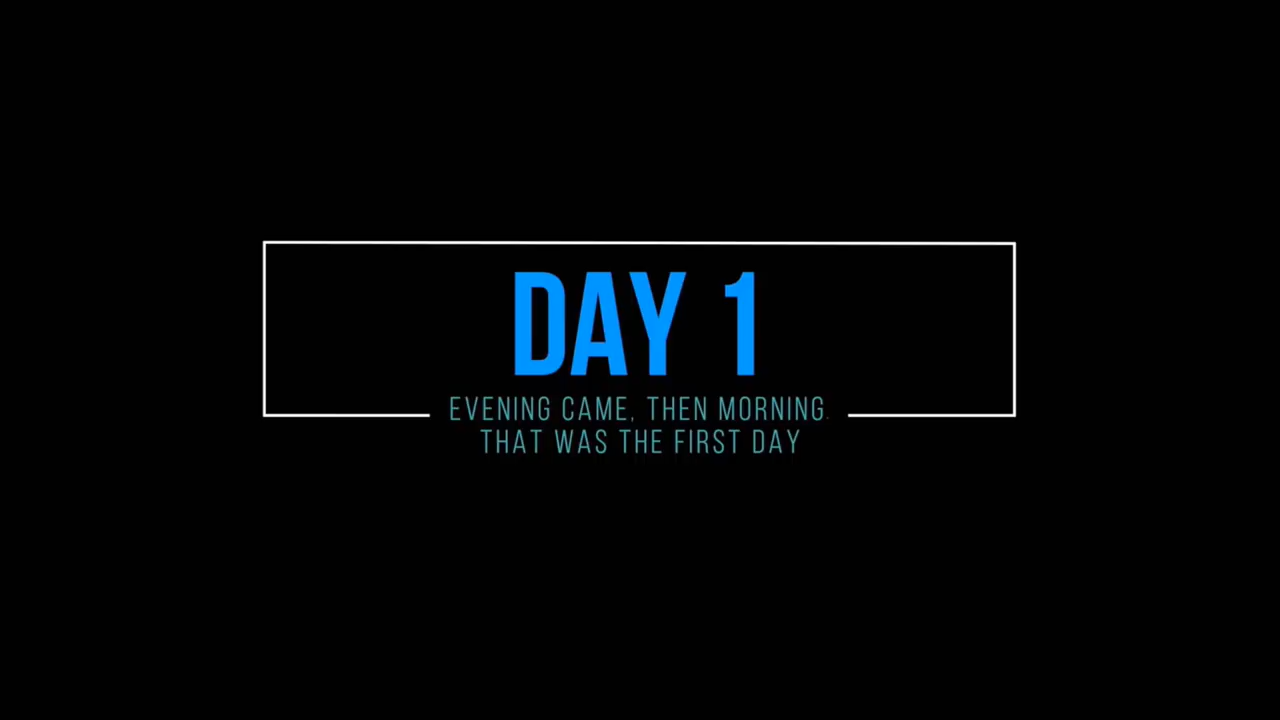 DAY 1
EVENING CAME, THEN MORNING.
THAT WAS THE FIRST DAY